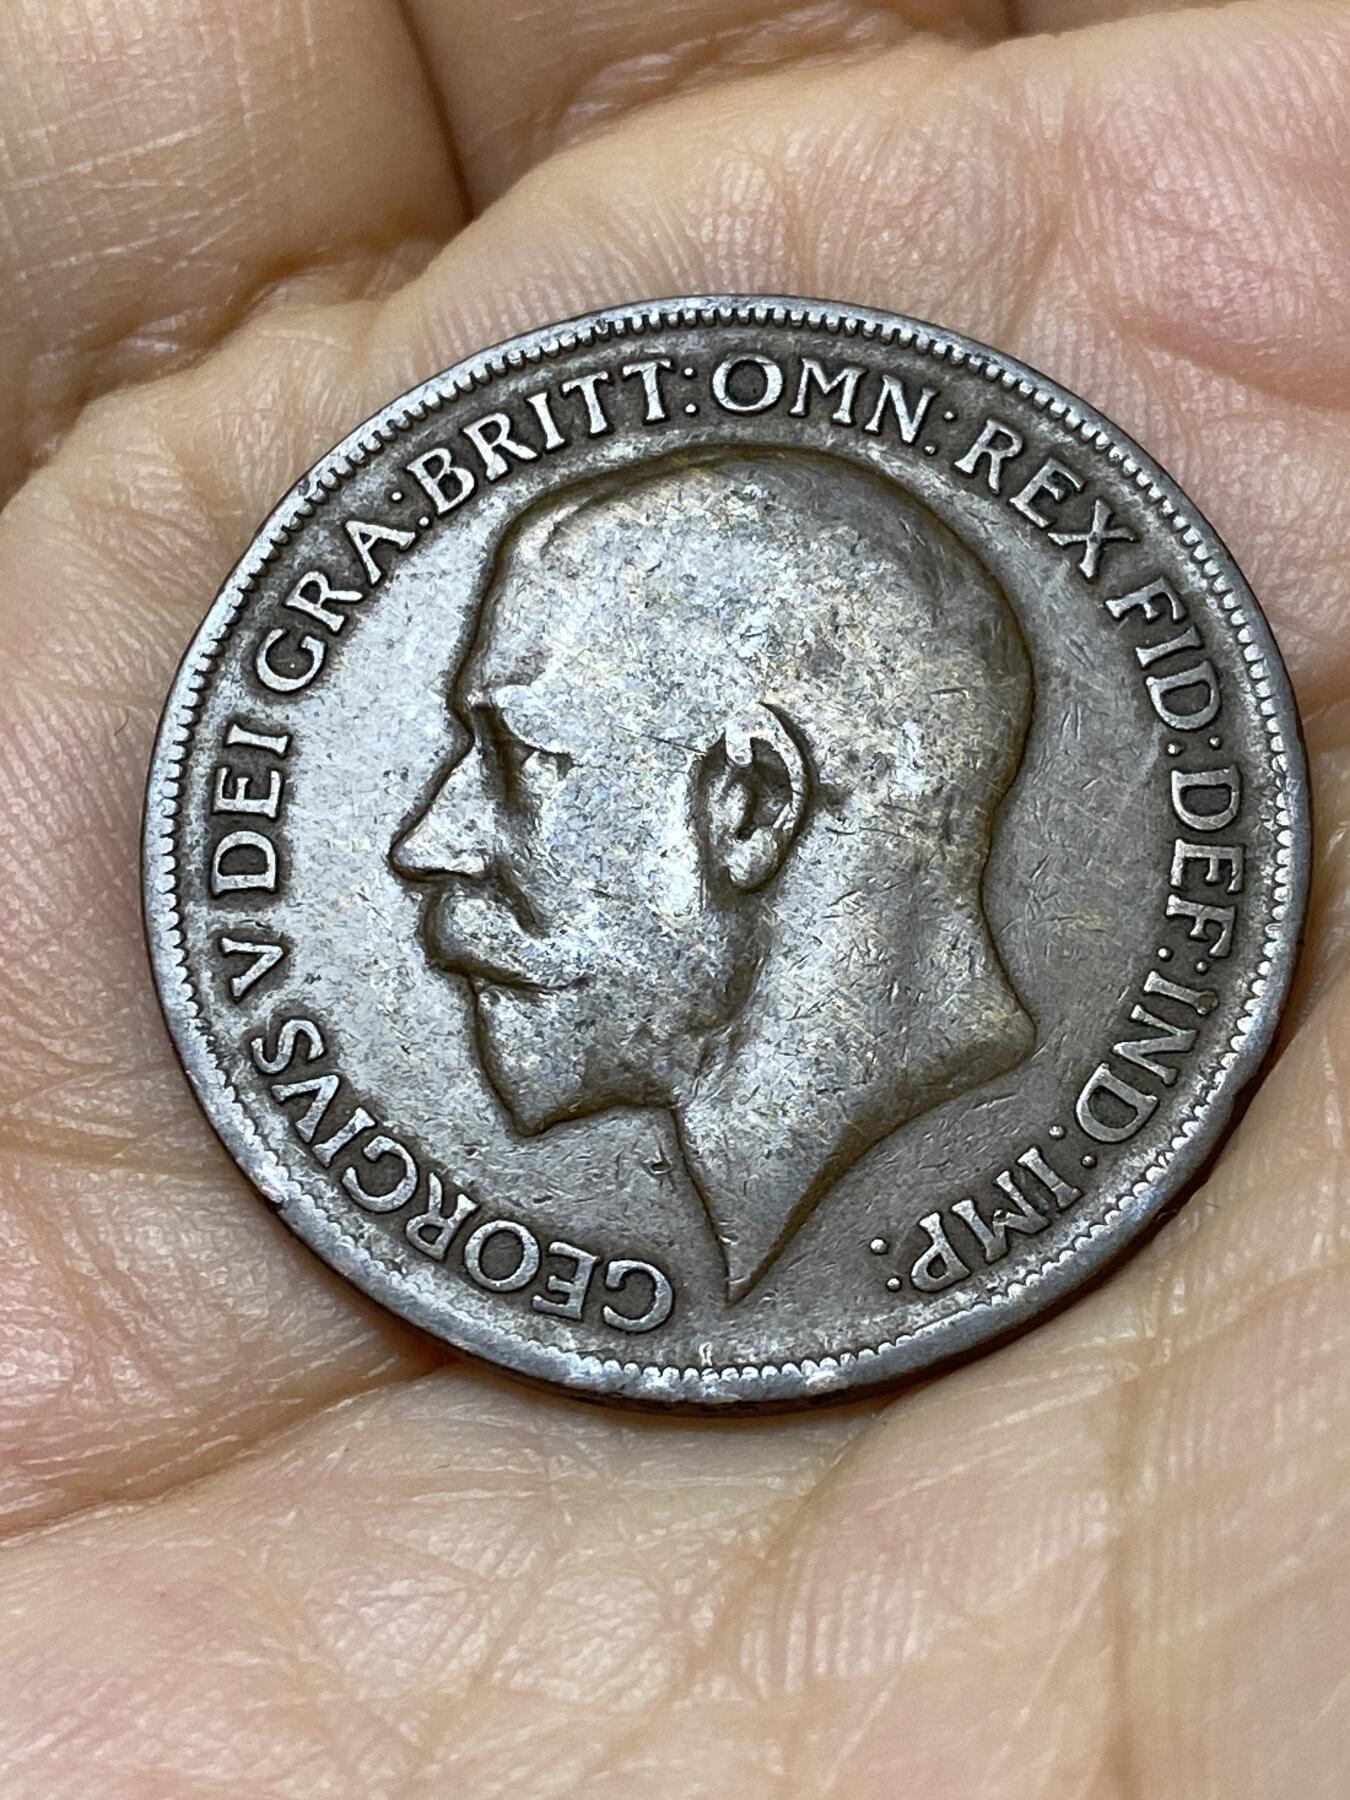 GEORGIVS V DEI GRA: BRITT: OMN: REX FID: DEF: IND: IMP: